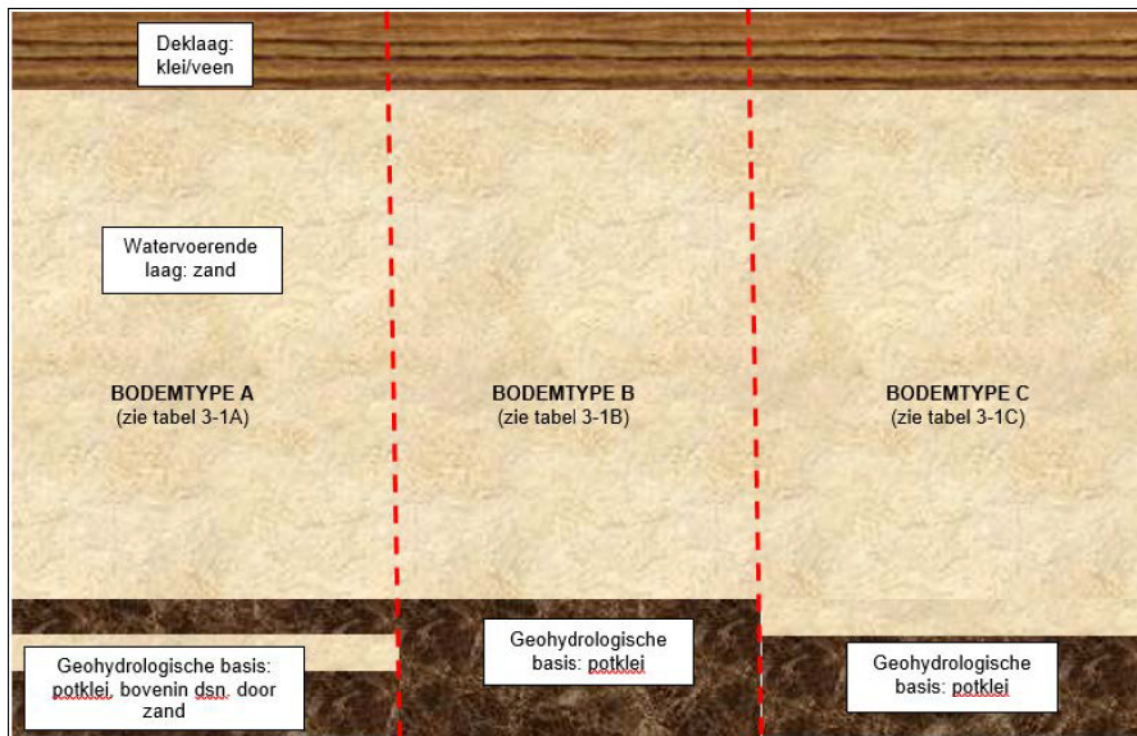 Deklaag:
klei/veen
Watervoerende
laag: zand
BODEMTYPE A
(zie tabel 3-1A)
BODEMTYPE B
(zie tabel 3-1B)
BODEMTYPE C
(zie tabel 3-1C)
Geohydrologische basis:
potklei, bovenin dsn. door
zand
Geohydrologische
basis: potklei
Geohydrologische
basis: potklei